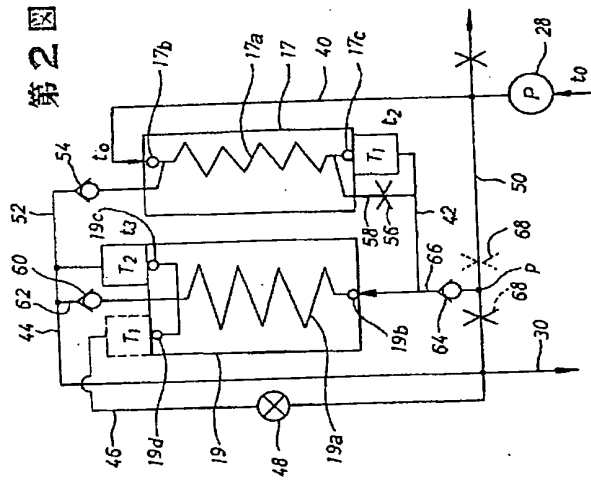 第2図
52
54
t₀
17b
17a
17
40
17c
28
P
t₀
t₂
T₁
50
58
56
42
66
68
P
68
64
30
19b
19a
48
19
19d
46
T₁
44
62
60
T₂
t₃
19c